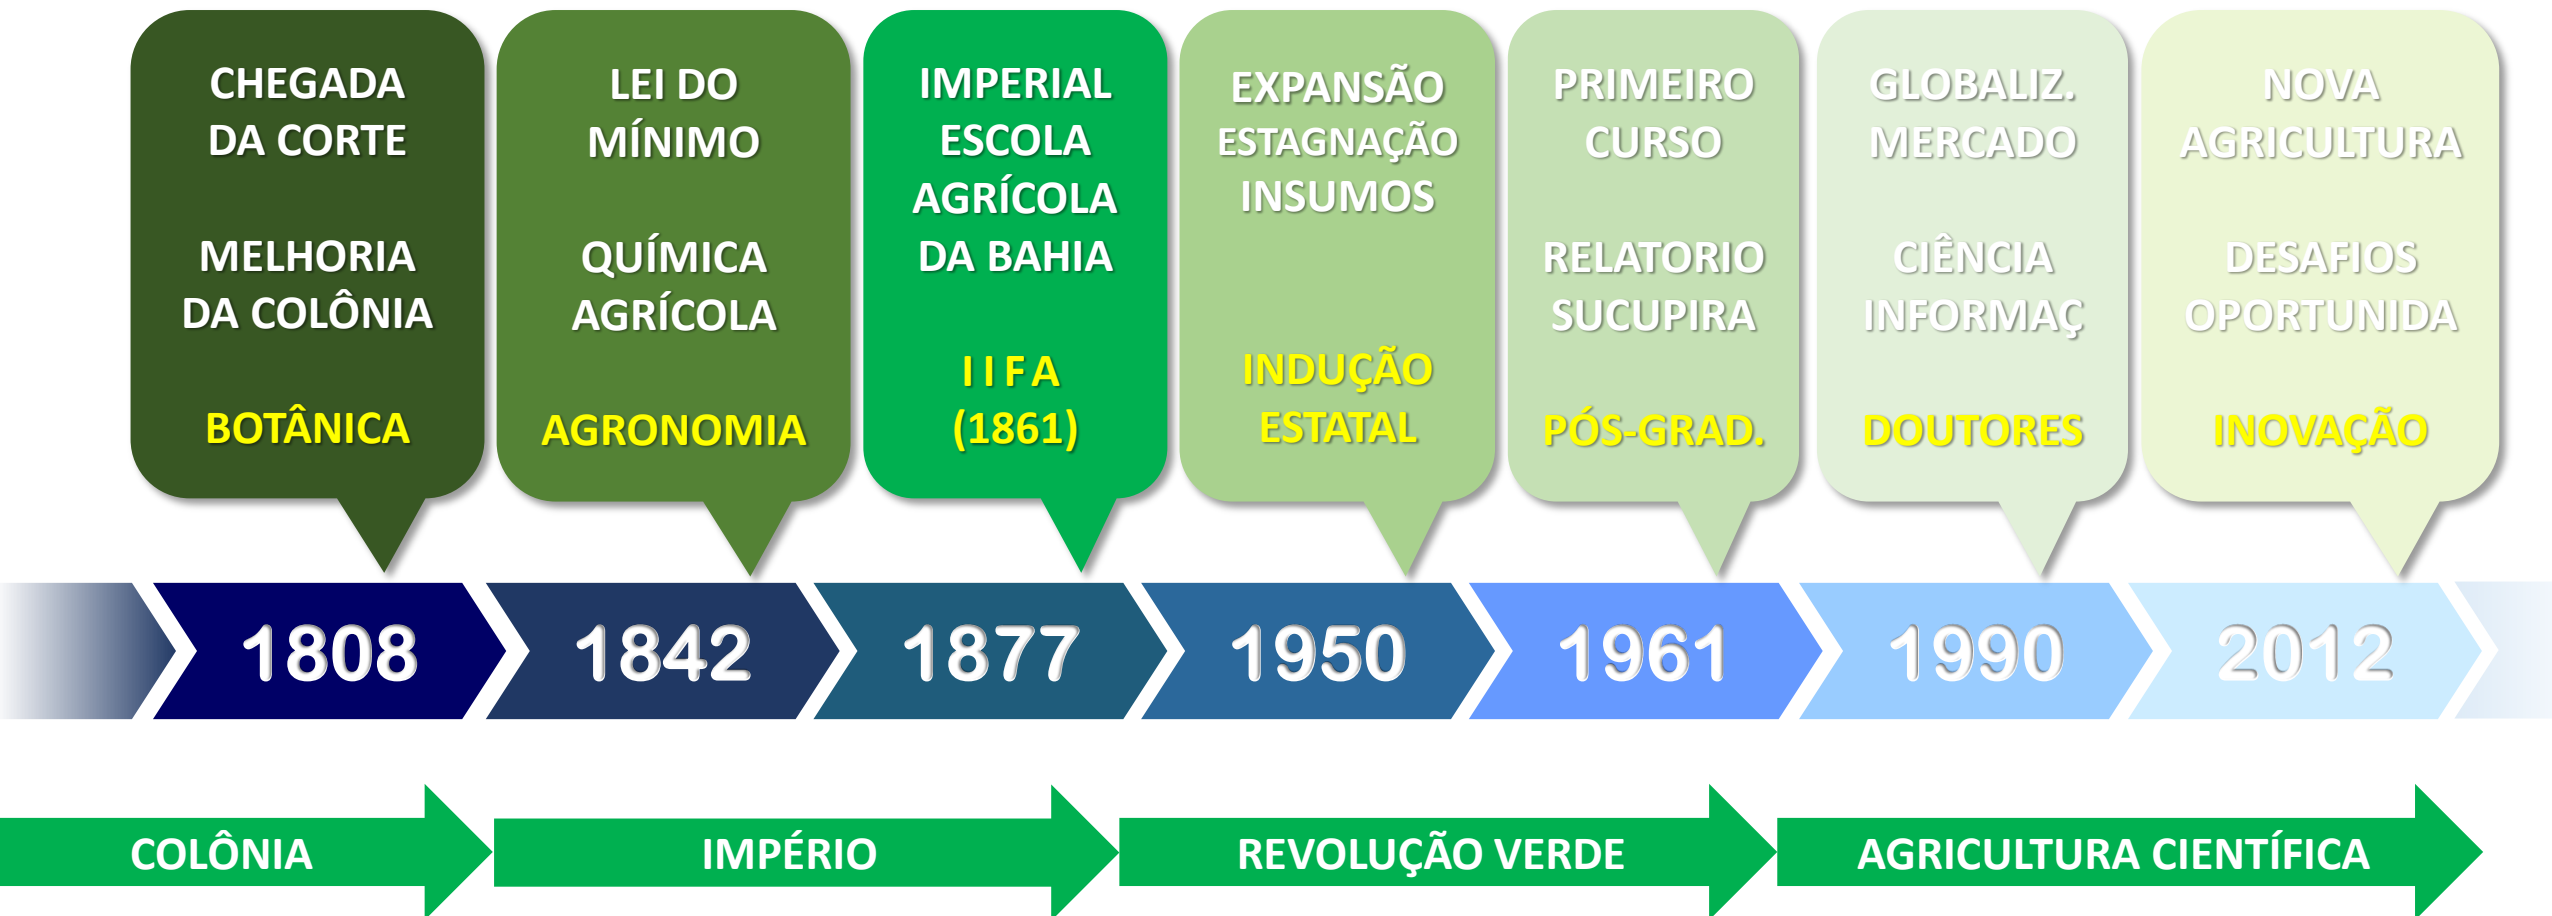 CHEGADA
DA CORTE
MELHORIA
DA COLÔNIA
BOTÂNICA
LEI DO
MÍNIMO
QUÍMICA
AGRÍCOLA
AGRONOMIA
IMPERIAL
ESCOLA
AGRÍCOLA
DA BAHIA
I I F A
(1861)
EXPANSÃO
ESTAGNAÇÃO
INSUMOS
INDUÇÃO
ESTATAL
PRIMEIRO
CURSO
RELATORIO
SUCUPIRA
PÓS-GRAD.
GLOBALIZ.
MERCADO
CIÊNCIA
INFORMAÇ
DOUTORES
NOVA
AGRICULTURA
DESAFIOS
OPORTUNIDA
INOVAÇÃO
1808
1842
1877
1950
1961
1990
2012
COLÔNIA
IMPÉRIO
REVOLUÇÃO VERDE
AGRICULTURA CIENTÍFICA